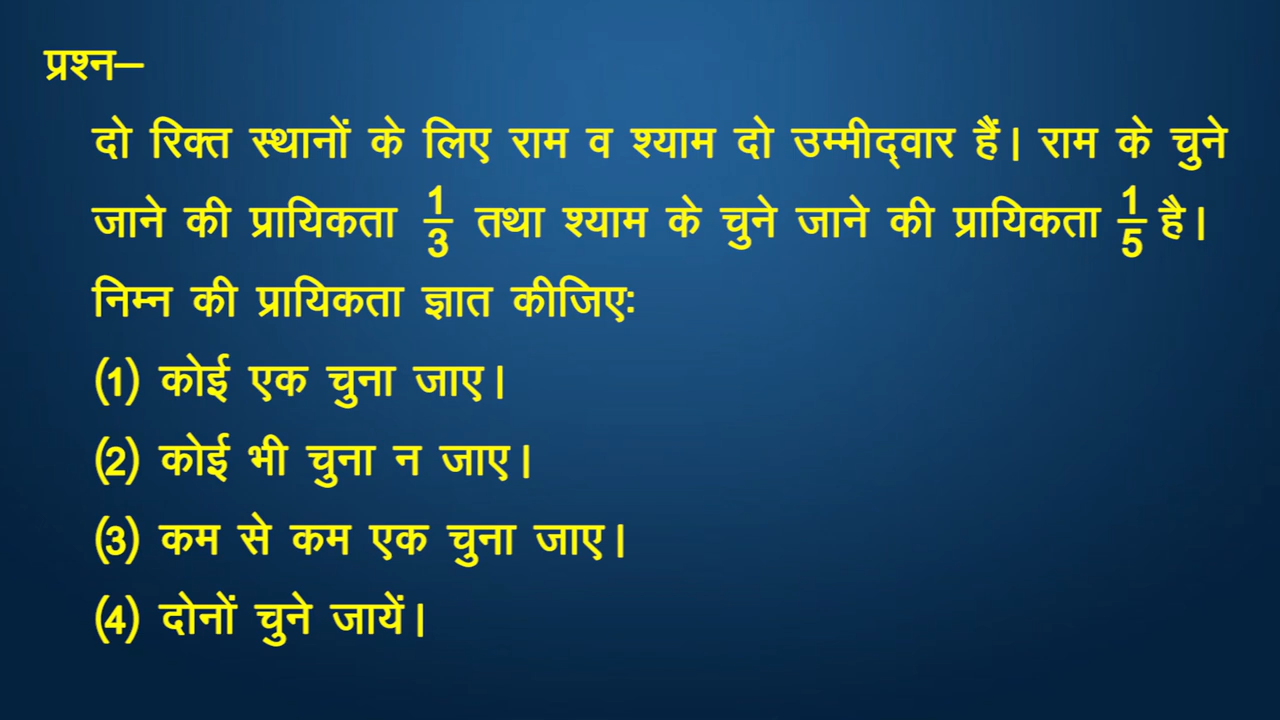 प्रश्न–
दो रिक्त स्थानों के लिए राम व श्याम दो उम्मीद्‌वार हैं। राम के चुने
जाने की प्रायिकता 1/3 तथा श्याम के चुने जाने की प्रायिकता 1/5 है।
निम्न की प्रायिकता ज्ञात कीजिए:
(1) कोई एक चुना जाए।
(2) कोई भी चुना न जाए।
(3) कम से कम एक चुना जाए।
(4) दोनों चुने जायें।